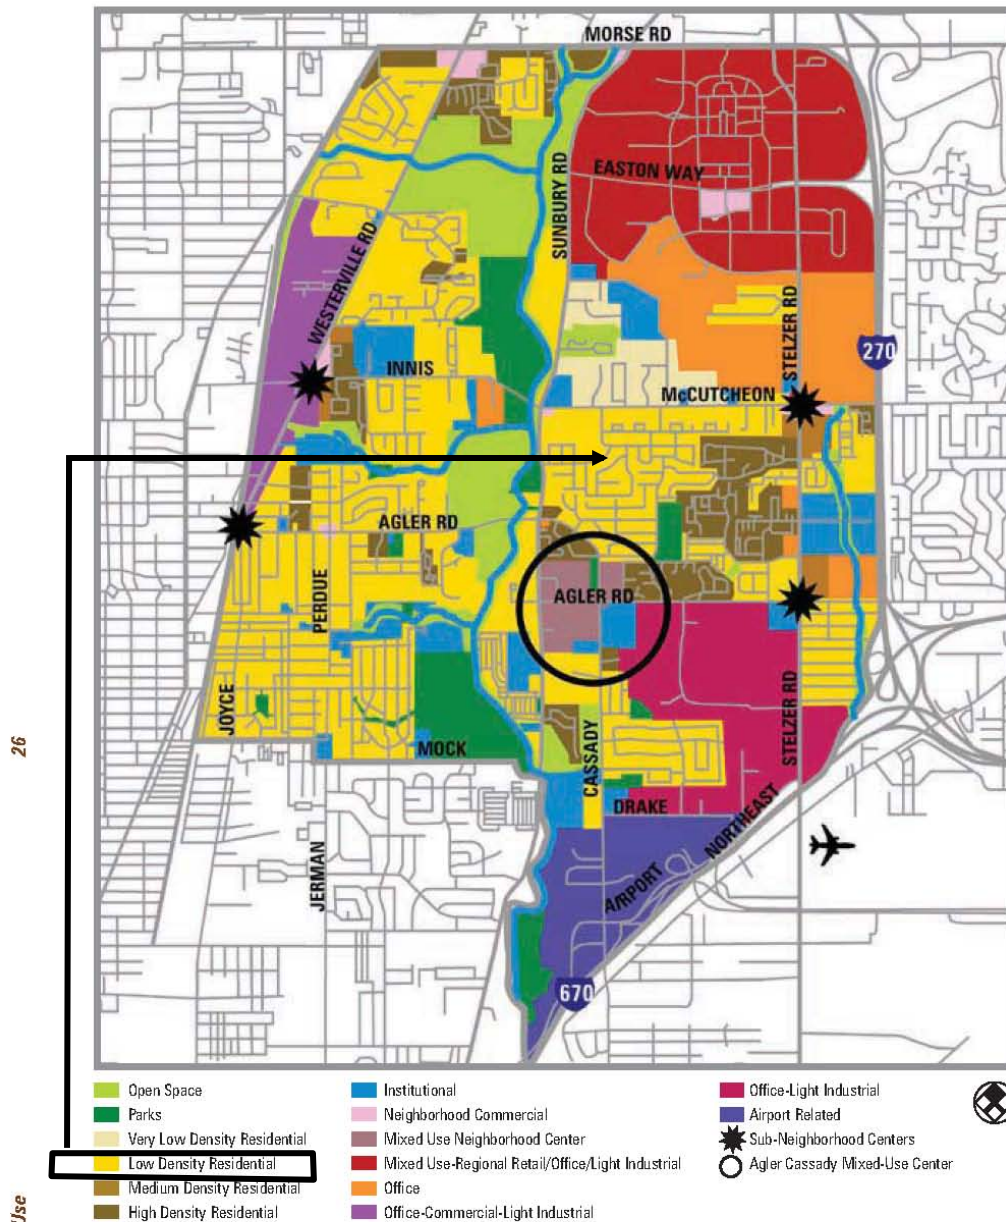 MORSE RD
EASTON WAY
SUNBURY RD
WESTERVILLE RD
STELZER RD
270
INNIS
McCUTCHEON
AGLER RD
AGLER RD
PERDUE
JOYCE
STELZER RD
MOCK
CASSADY
DRAKE
NORTHEAST
JERMAN
AIRPORT
670
26
Use
Open Space
Parks
Very Low Density Residential
Low Density Residential
Medium Density Residential
High Density Residential
Institutional
Neighborhood Commercial
Mixed Use Neighborhood Center
Mixed Use-Regional Retail/Office/Light Industrial
Office
Office-Commercial-Light Industrial
Office-Light Industrial
Airport Related
Sub-Neighborhood Centers
Agler Cassady Mixed-Use Center